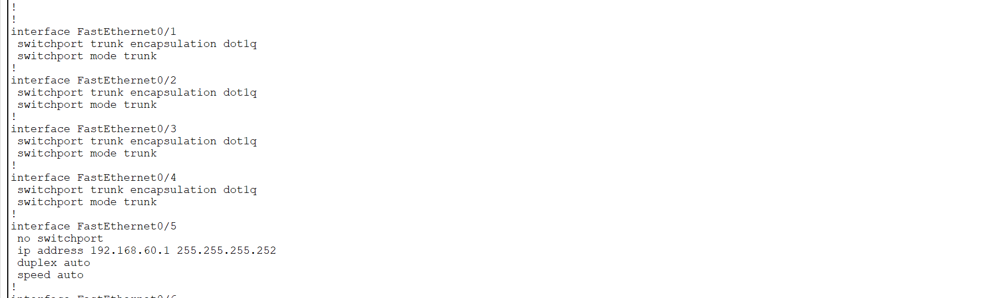 !
!
interface FastEthernet0/1
 switchport trunk encapsulation dot1q
 switchport mode trunk
!
interface FastEthernet0/2
 switchport trunk encapsulation dot1q
 switchport mode trunk
!
interface FastEthernet0/3
 switchport trunk encapsulation dot1q
 switchport mode trunk
!
interface FastEthernet0/4
 switchport trunk encapsulation dot1q
 switchport mode trunk
!
interface FastEthernet0/5
 no switchport
 ip address 192.168.60.1 255.255.255.252
 duplex auto
 speed auto
!
interface FastEthernet0/6